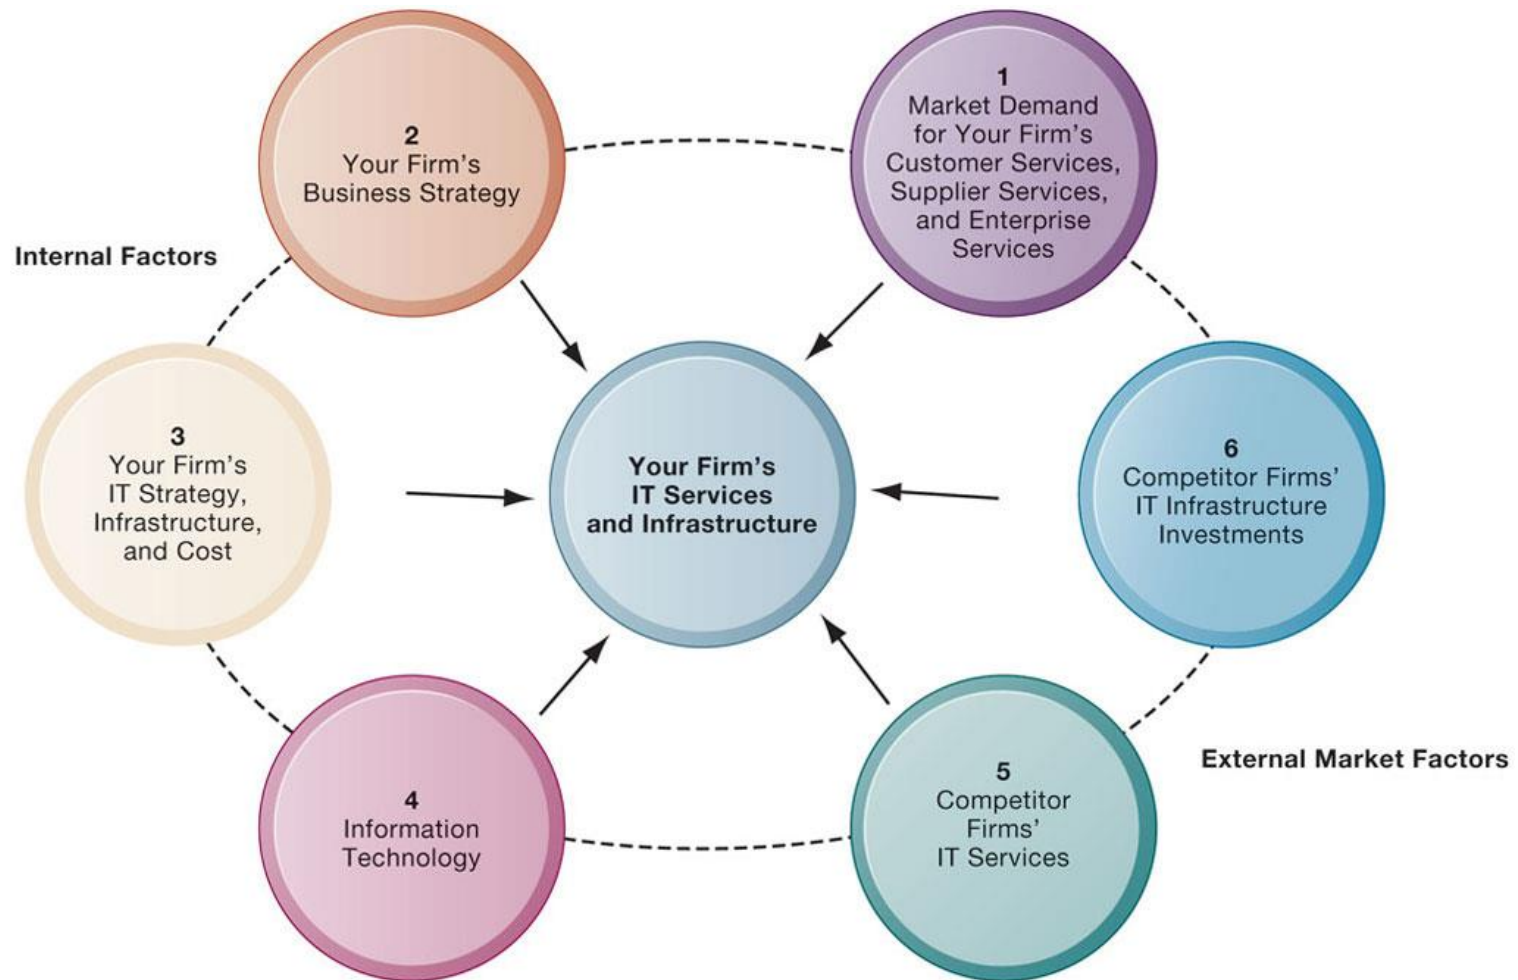 1
Market Demand
for Your Firm’s
Customer Services,
Supplier Services,
and Enterprise
Services
2
Your Firm’s
Business Strategy
Internal Factors
3
Your Firm’s
IT Strategy,
Infrastructure,
and Cost
Your Firm’s
IT Services
and Infrastructure
6
Competitor Firms’
IT Infrastructure
Investments
External Market Factors
4
Information
Technology
5
Competitor
Firms’
IT Services